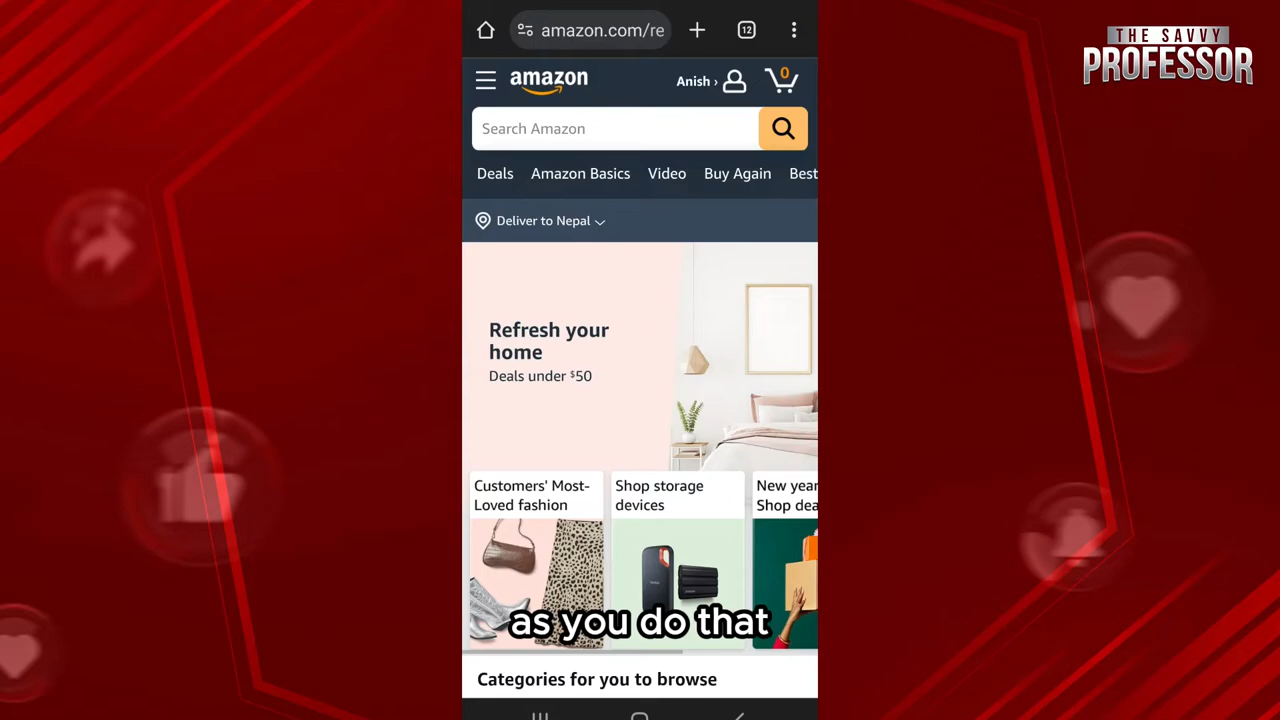 THE SAVVY
PROFESSOR
amazon.com/re
12
amazon
Anish ›
0
Search Amazon
Deals Amazon Basics Video Buy Again Best
Deliver to Nepal
Refresh your
home
Deals under $50
Customers' Most-
Loved fashion
Shop storage
devices
New year
Shop dea
as you do that
Categories for you to browse